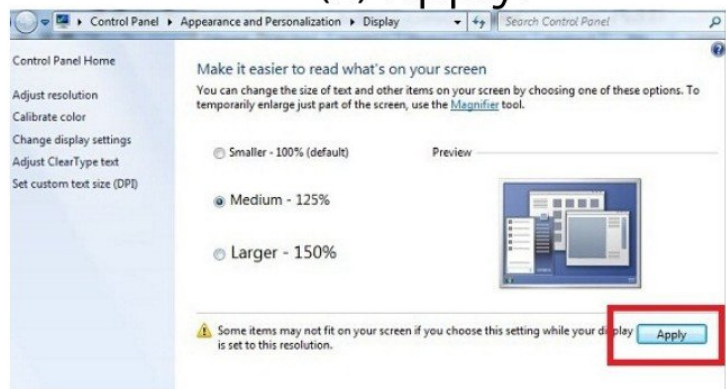 Control Panel ▸ Appearance and Personalization ▸ Display
Search Control Panel
Control Panel Home
Adjust resolution
Calibrate color
Change display settings
Adjust ClearType text
Set custom text size (DPI)
Make it easier to read what's on your screen
You can change the size of text and other items on your screen by choosing one of these options. To
temporarily enlarge just part of the screen, use the Magnifier tool.
Smaller - 100% (default)
Preview
Medium - 125%
Larger - 150%
Some items may not fit on your screen if you choose this setting while your display
is set to this resolution.
Apply